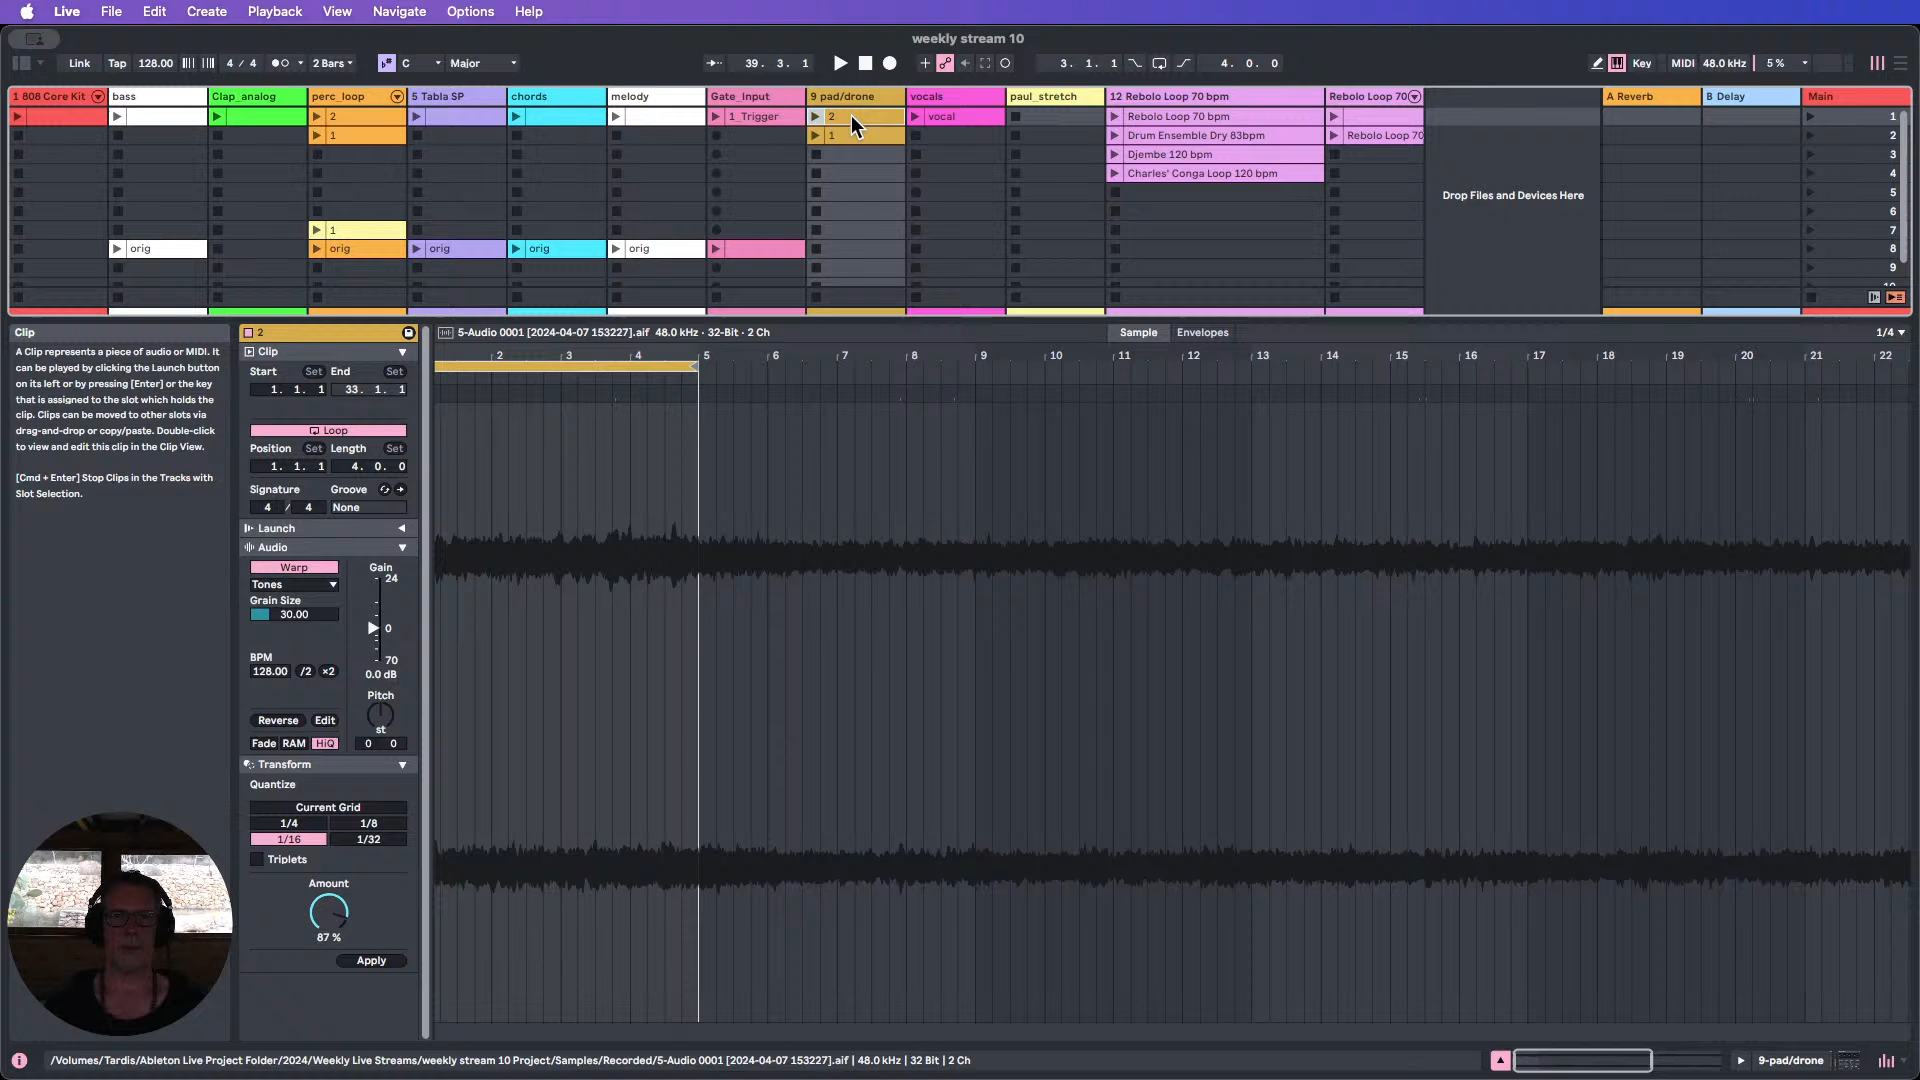 Live File Edit Create Playback View Navigate Options Help
weekly stream 10
Link Tap 128.00 4 / 4 2 Bars C Major 39. 3. 1 3. 1. 1 4. 0. 0 Key MIDI 48.0 kHz 5 %
1 808 Core Kit bass Clap_analog perc_loop 5 Tabla SP chords melody Gate_Input 9 pad/drone vocals paul_stretch 12 Rebolo Loop 70 bpm Rebolo Loop 70 A Reverb B Delay Main
2 1_Trigger 2 vocal Rebolo Loop 70 bpm 1
1 1 Drum Ensemble Dry 83bpm Rebolo Loop 70 2
Djembe 120 bpm 3
Charles' Conga Loop 120 bpm 4
Drop Files and Devices Here 5
6
1 7
orig orig orig orig orig 8
9
Clip
A Clip represents a piece of audio or MIDI. It
can be played by clicking the Launch button
on its left or by pressing [Enter] or the key
that is assigned to the slot which holds the
clip. Clips can be moved to other slots via
drag-and-drop or copy/paste. Double-click
to view and edit this clip in the Clip View.
[Cmd + Enter] Stop Clips in the Tracks with
Slot Selection.
2
Clip
Start Set End Set
1. 1. 1 33. 1. 1
Loop
Position Set Length Set
1. 1. 1 4. 0. 0
Signature Groove
4 / 4 None
Launch
Audio
Warp Gain
Tones 24
Grain Size
30.00 0
BPM 70
128.00 /2 ×2 0.0 dB
Pitch
Reverse Edit st
Fade RAM HiQ 0 0
Transform
Quantize
Current Grid
1/4 1/8
1/16 1/32
Triplets
Amount
87 %
Apply
5-Audio 0001 [2024-04-07 153227].aif 48.0 kHz · 32-Bit · 2 Ch Sample Envelopes 1/4
2 3 4 5 6 7 8 9 10 11 12 13 14 15 16 17 18 19 20 21 22
/Volumes/Tardis/Ableton Live Project Folder/2024/Weekly Live Streams/weekly stream 10 Project/Samples/Recorded/5-Audio 0001 [2024-04-07 153227].aif | 48.0 kHz | 32 Bit | 2 Ch 9-pad/drone